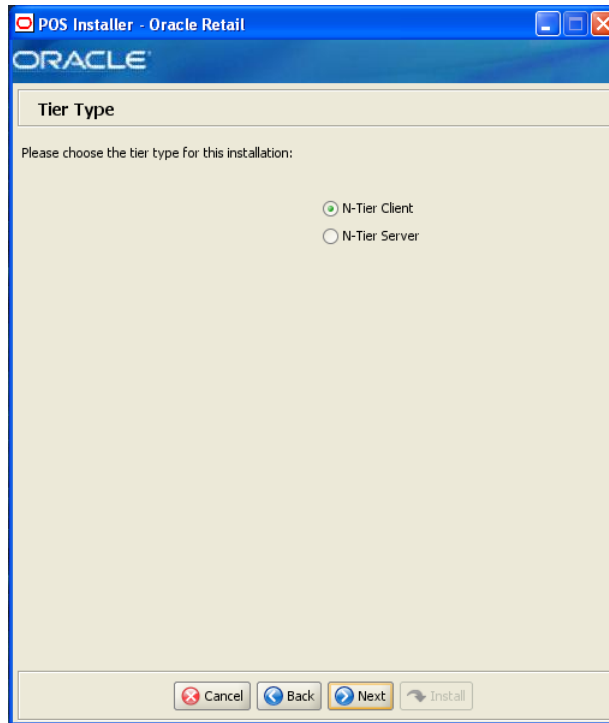 POS Installer - Oracle Retail
ORACLE
Tier Type
Please choose the tier type for this installation:
N-Tier Client
N-Tier Server
Cancel Back Next Install